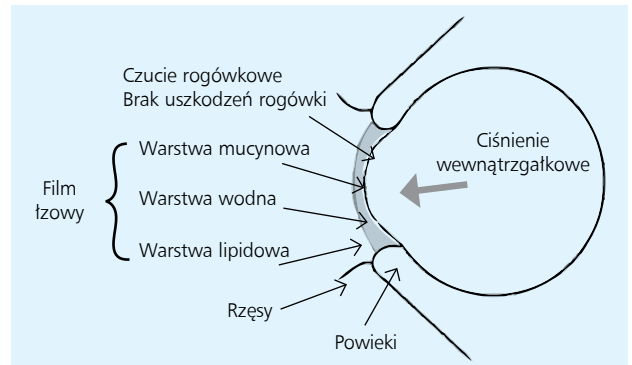 Czucie rogówkowe
Brak uszkodzeń rogówki
Warstwa mucynowa
Film
łzowy
Warstwa wodna
Warstwa lipidowa
Rzęsy
Powieki
Ciśnienie
wewnątrzgałkowe